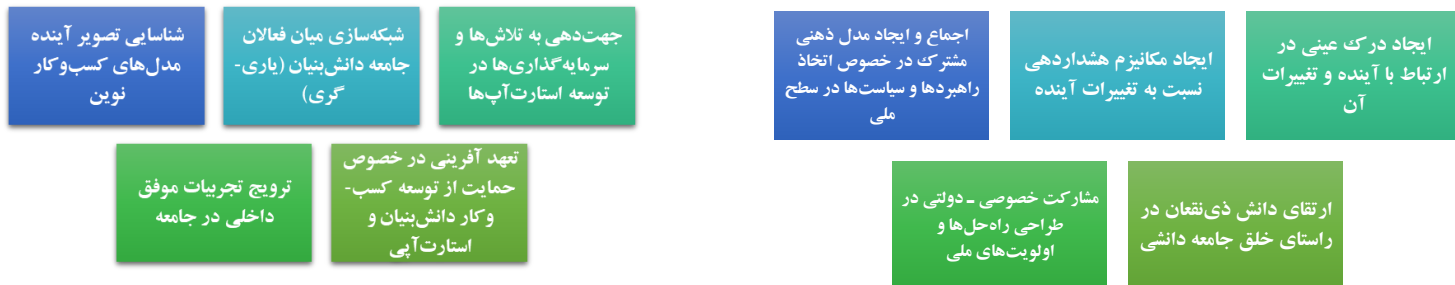 ایجاد درک عینی در
ارتباط با آینده و تغییرات
آن
ایجاد مکانیزم هشداردهی
نسبت به تغییرات آینده
اجماع و ایجاد مدل ذهنی
مشترک در خصوص اتخاذ
راهبردها و سیاست‌ها در سطح
ملی
ارتقای دانش ذی‌نقعان در
راستای خلق جامعه دانشی
مشارکت خصوصی ـ دولتی در
طراحی راه‌حل‌ها و
اولویت‌های ملی
جهت‌دهی به تلاش‌ها و
سرمایه‌گذاری‌ها در
توسعه استارت‌آپ‌ها
شبکه‌سازی میان فعالان
جامعه دانش‌بنیان (یاری-
گری)
شناسایی تصویر آینده
مدل‌های کسب‌وکار
نوین
تعهد آفرینی در خصوص
حمایت از توسعه کسب-
وکار دانش‌بنیان و
استارت‌آپی
ترویج تجربیات موفق
داخلی در جامعه